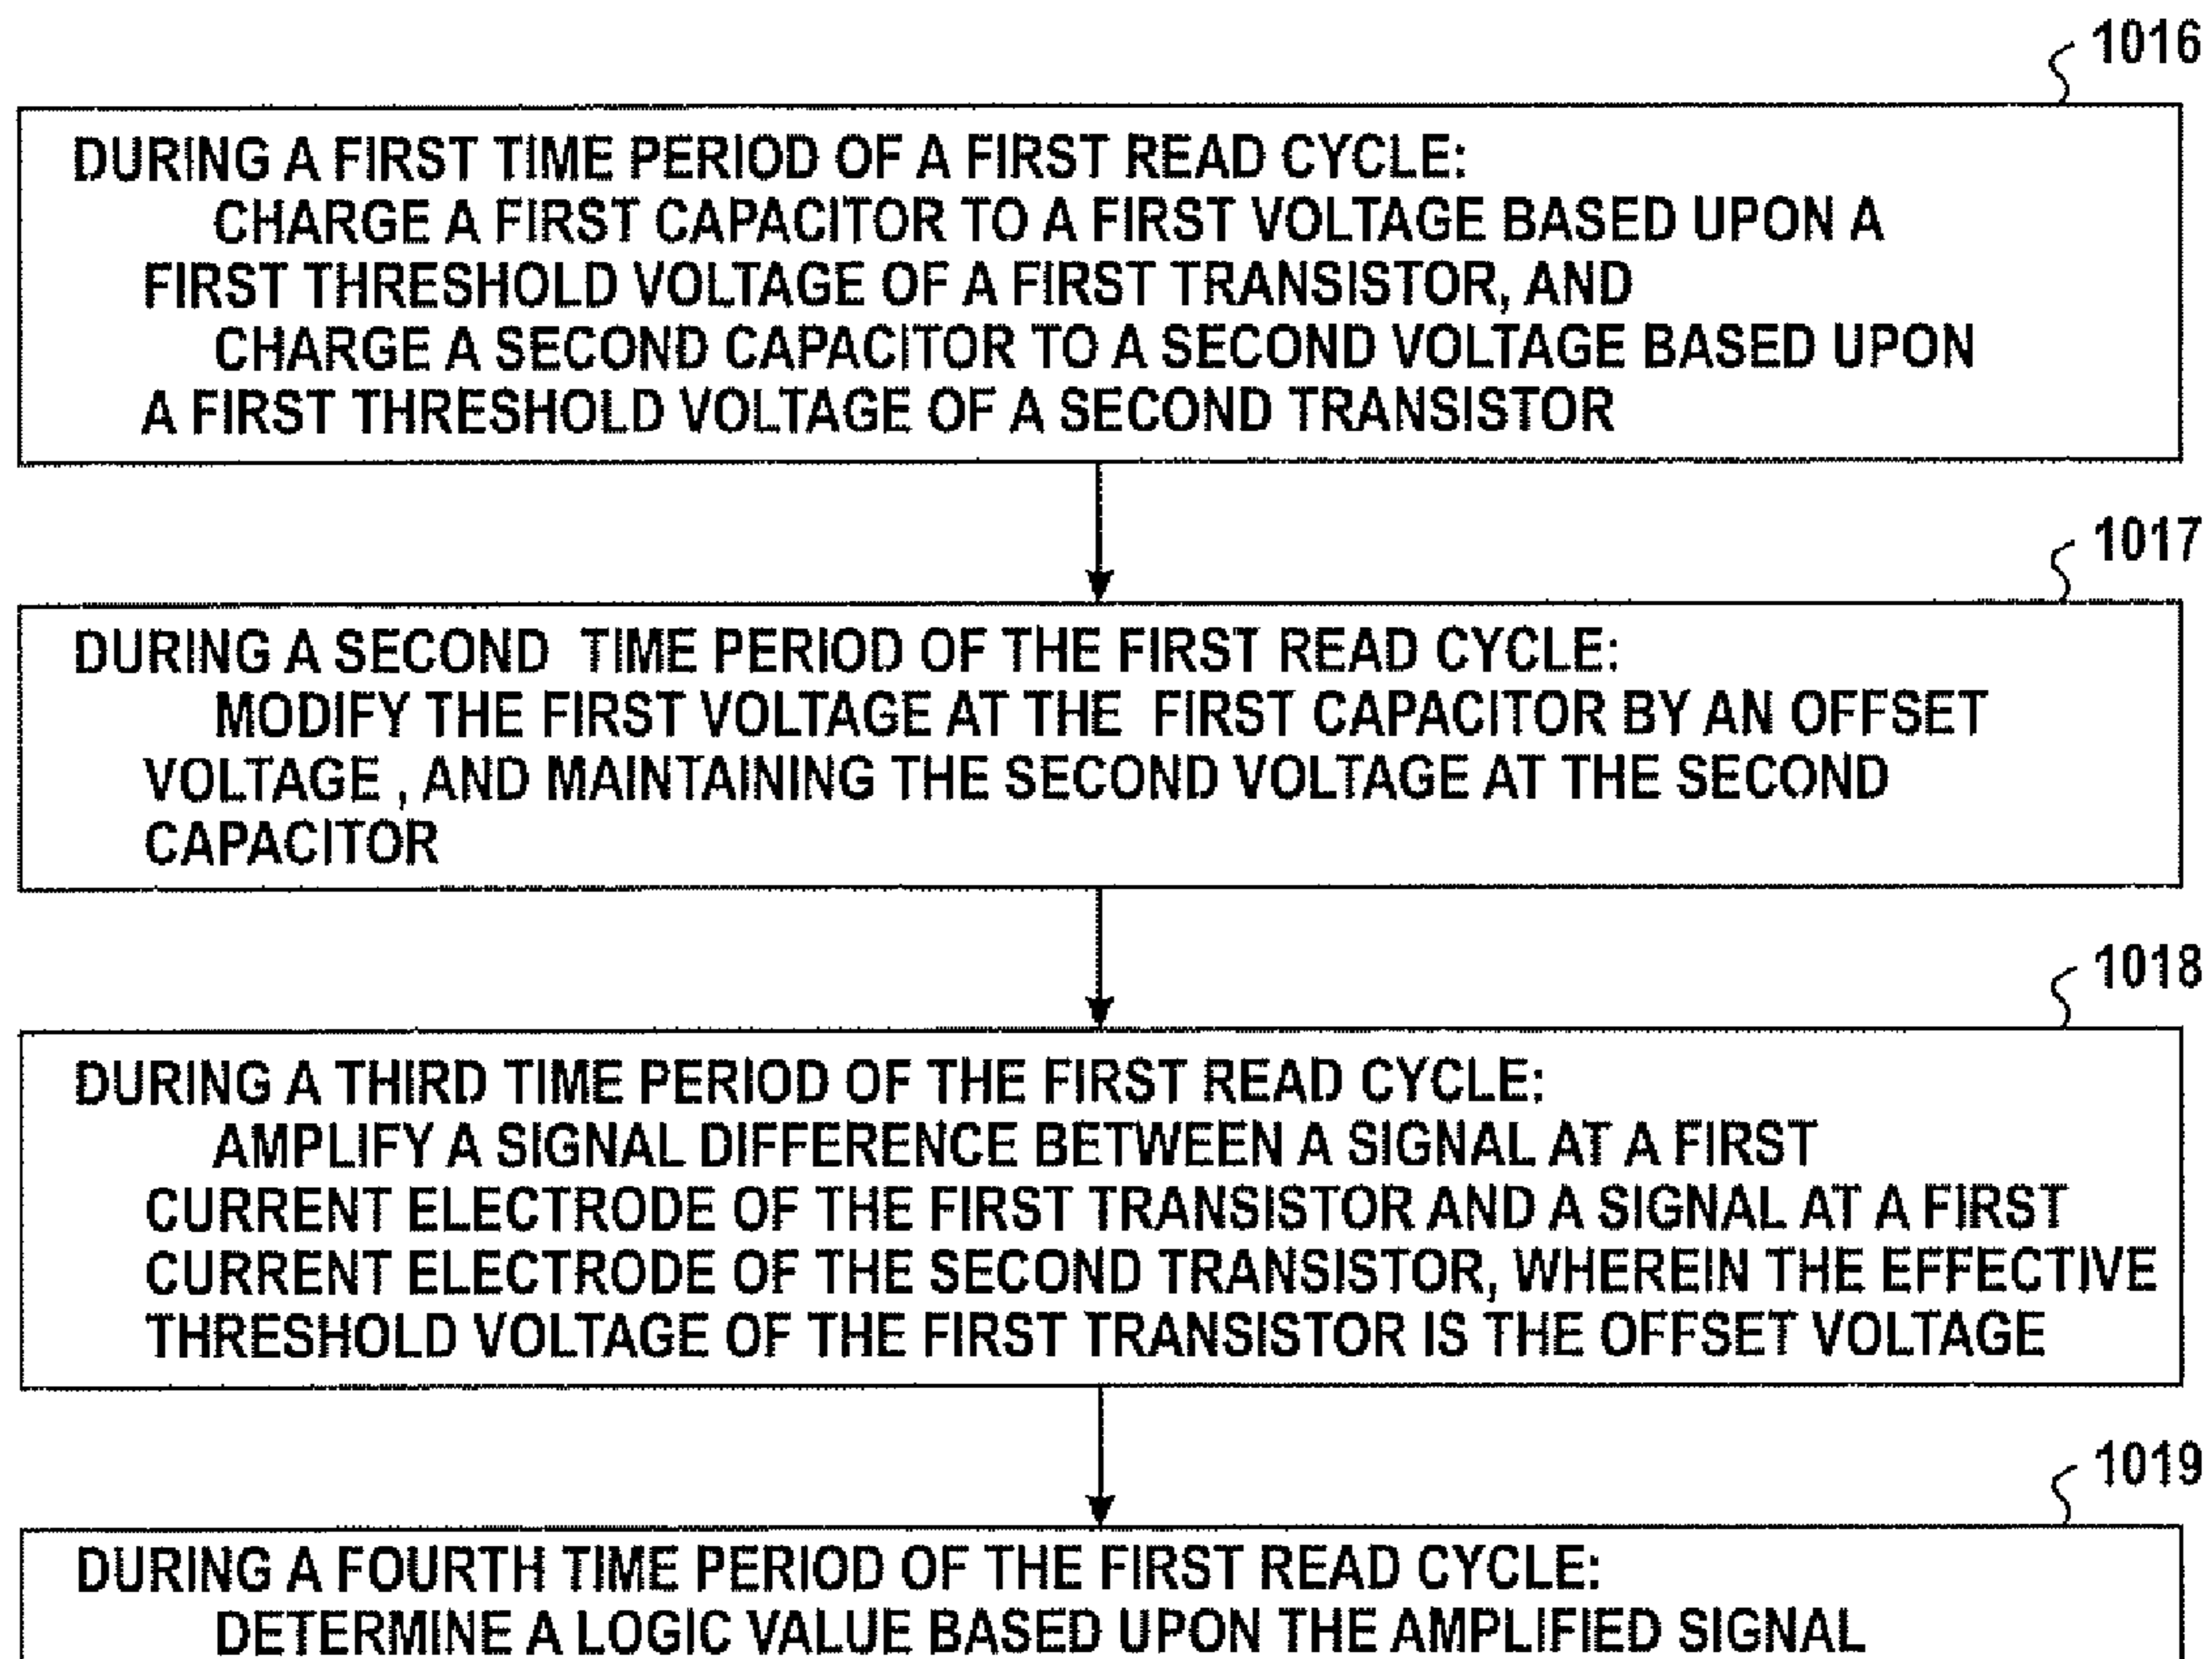 1016
DURING A FIRST TIME PERIOD OF A FIRST READ CYCLE:
CHARGE A FIRST CAPACITOR TO A FIRST VOLTAGE BASED UPON A
FIRST THRESHOLD VOLTAGE OF A FIRST TRANSISTOR, AND
CHARGE A SECOND CAPACITOR TO A SECOND VOLTAGE BASED UPON
A FIRST THRESHOLD VOLTAGE OF A SECOND TRANSISTOR
1017
DURING A SECOND TIME PERIOD OF THE FIRST READ CYCLE:
MODIFY THE FIRST VOLTAGE AT THE FIRST CAPACITOR BY AN OFFSET
VOLTAGE , AND MAINTAINING THE SECOND VOLTAGE AT THE SECOND
CAPACITOR
1018
DURING A THIRD TIME PERIOD OF THE FIRST READ CYCLE:
AMPLIFY A SIGNAL DIFFERENCE BETWEEN A SIGNAL AT A FIRST
CURRENT ELECTRODE OF THE FIRST TRANSISTOR AND A SIGNAL AT A FIRST
CURRENT ELECTRODE OF THE SECOND TRANSISTOR, WHEREIN THE EFFECTIVE
THRESHOLD VOLTAGE OF THE FIRST TRANSISTOR IS THE OFFSET VOLTAGE
1019
DURING A FOURTH TIME PERIOD OF THE FIRST READ CYCLE:
DETERMINE A LOGIC VALUE BASED UPON THE AMPLIFIED SIGNAL